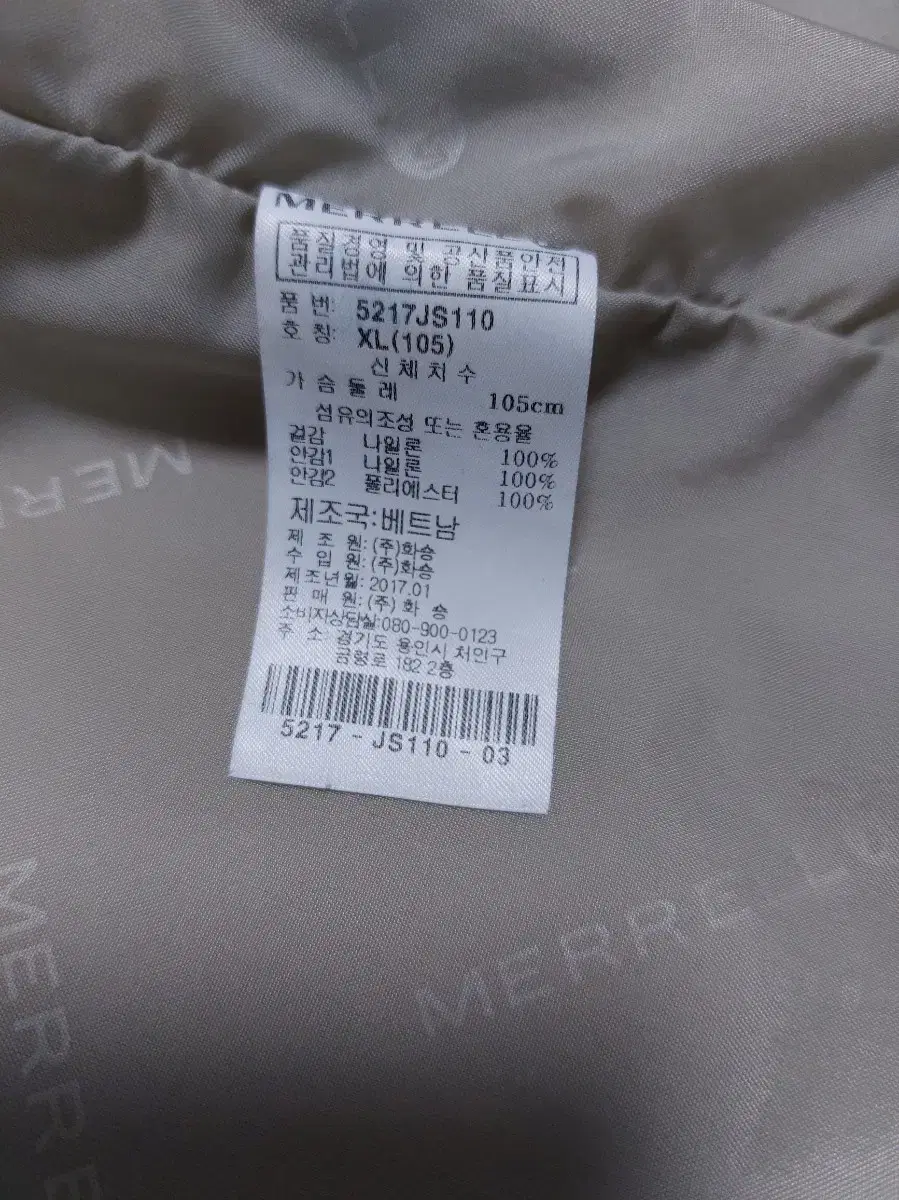 MERRELL
품질경영 및 공산품안전
관리법에 의한 품질표시
품 번: 5217JS110
호 칭: XL(105)
신체치수
가 슴 둘 레 105cm
섬유의조성 또는 혼용율
겉감 나일론 100%
안감1 나일론 100%
안감2 폴리에스터 100%
제조국:베트남
제 조 원: (주)화승
수 입 원: (주)화승
제조년월: 2017.01
판 매 원: (주) 화 승
소비자상담실:080-900-0123
주 소: 경기도 용인시 처인구
금령로 182 2층
5217 - JS110 - 03
MERRE
MERRE
MERRE L